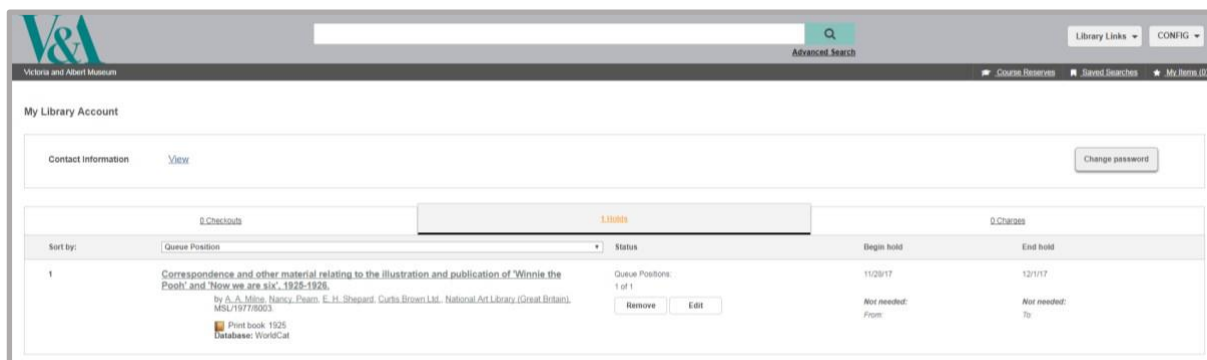 V&A
Advanced Search
Library Links
CONFIG
Victoria and Albert Museum
Course Reserves
Saved Searches
My Items (0
My Library Account
Contact Information
View
Change password
0 Checkouts
1 Holds
0 Charges
Sort by:
Queue Position
Status
Begin hold
End hold
1
Correspondence and other material relating to the illustration and publication of 'Winnie the
Pooh' and 'Now we are six', 1925-1928.
by A. A. Milne, Nancy, Pearn, E. H. Shepard, Curtis Brown Ltd., National Art Library (Great Britain),
MSL/1977/6003.
Print book 1925
Database: WorldCat
Queue Positions:
1 of 1
Remove
Edit
11/28/17
Not needed:
From:
12/1/17
Not needed:
To: